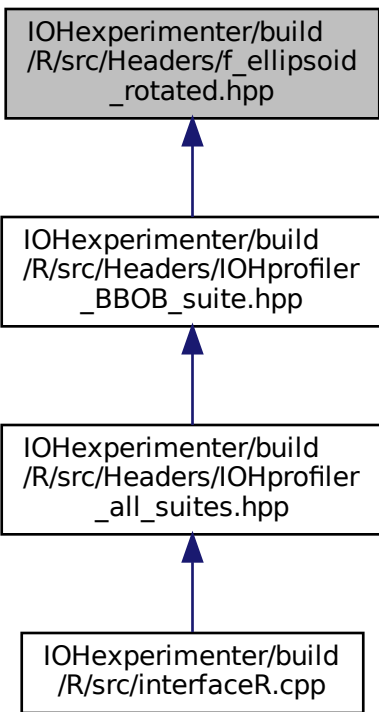 IOHexperimenter/build
/R/src/Headers/f_ellipsoid
_rotated.hpp
IOHexperimenter/build
/R/src/Headers/IOHprofiler
_BBOB_suite.hpp
IOHexperimenter/build
/R/src/Headers/IOHprofiler
_all_suites.hpp
IOHexperimenter/build
/R/src/interfaceR.cpp